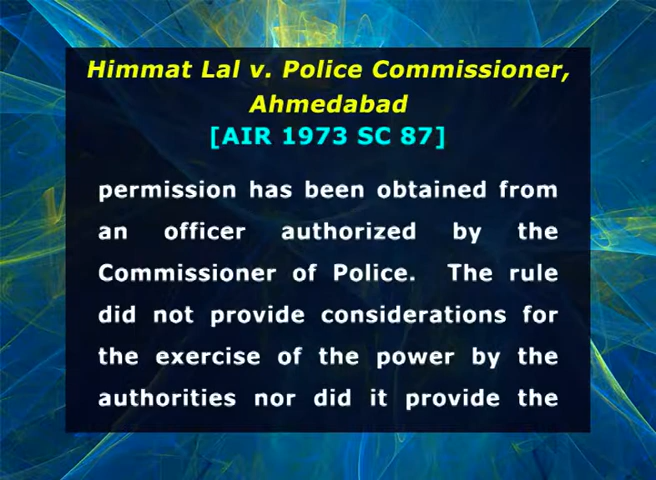 Himmat Lal v. Police Commissioner,
Ahmedabad
[AIR 1973 SC 87]
permission has been obtained from
an officer authorized by the
Commissioner of Police. The rule
did not provide considerations for
the exercise of the power by the
authorities nor did it provide the